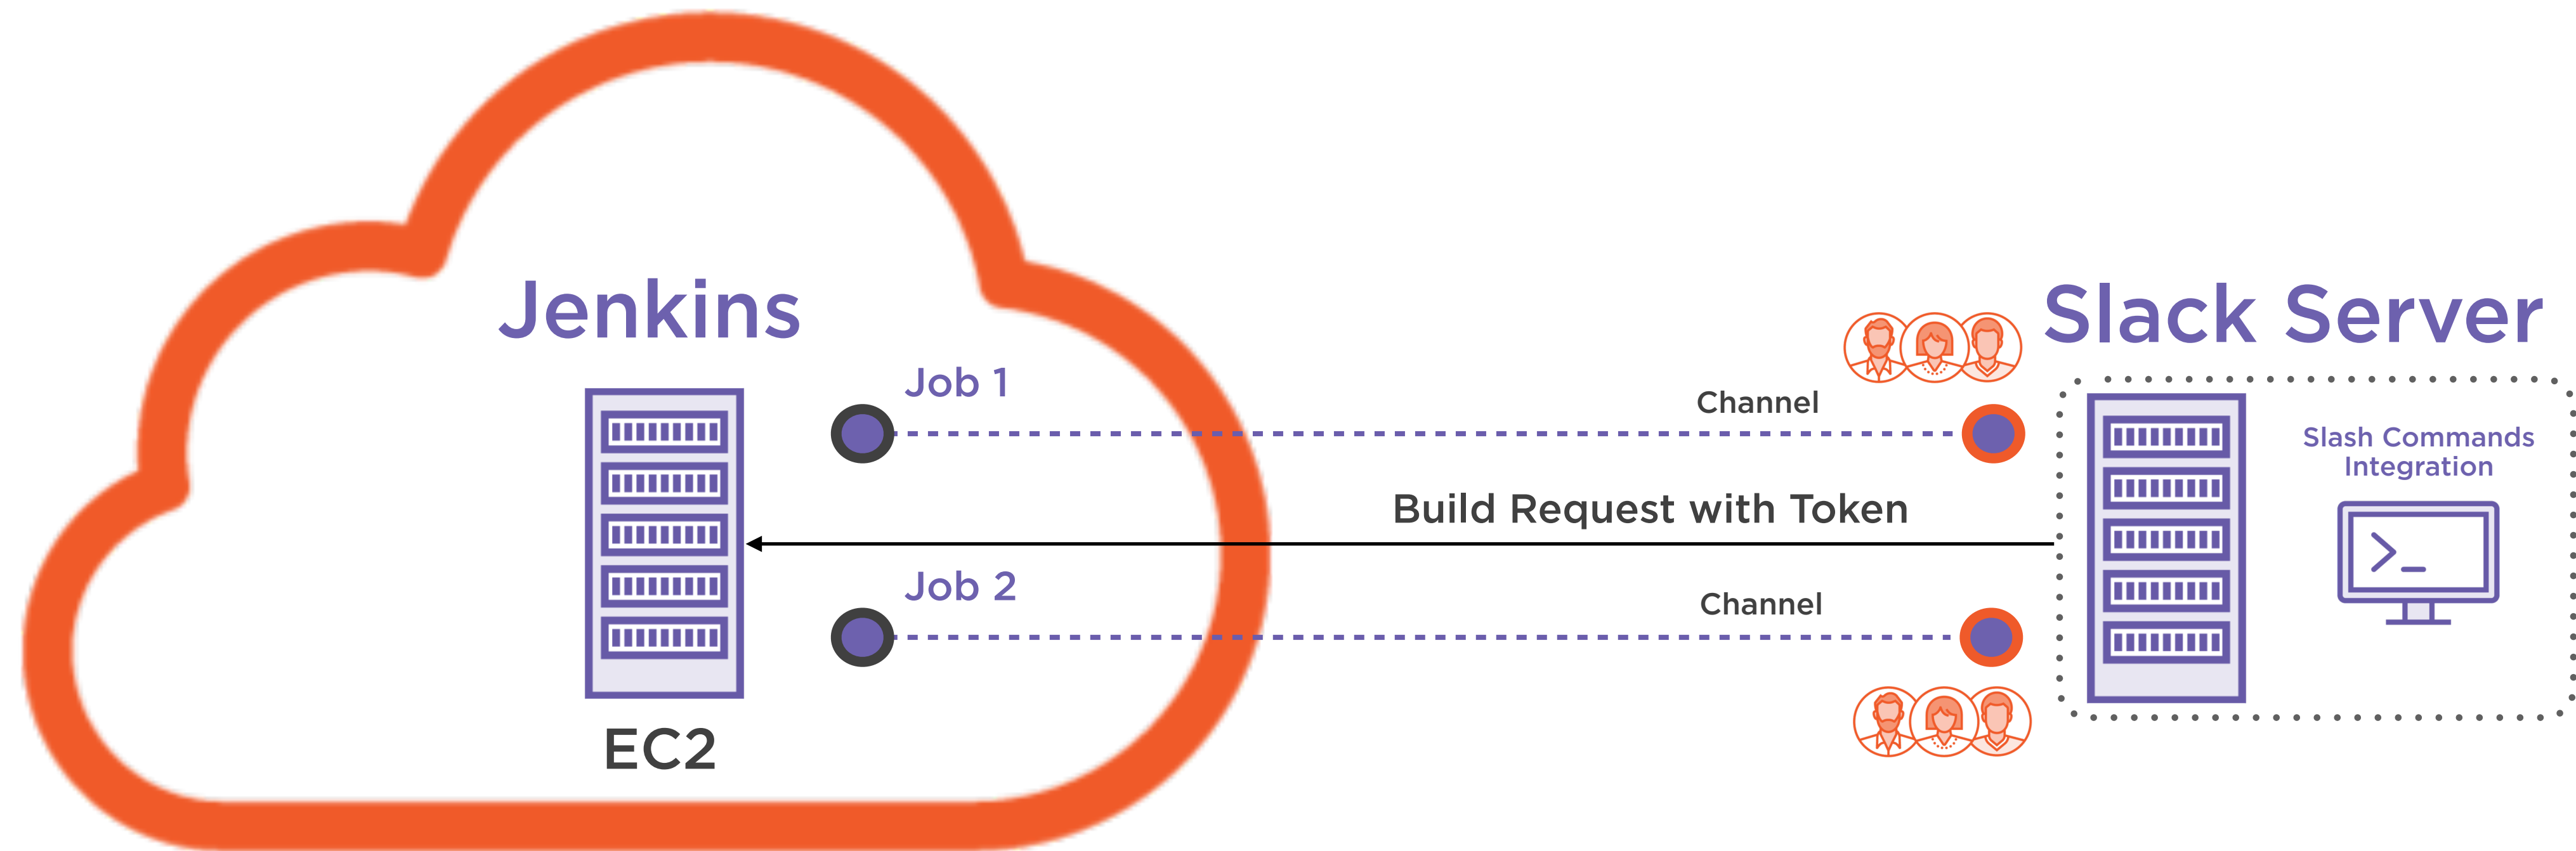 Jenkins
Slack Server
Job 1
Channel
Slash Commands
Integration
Build Request with Token
Job 2
Channel
EC2